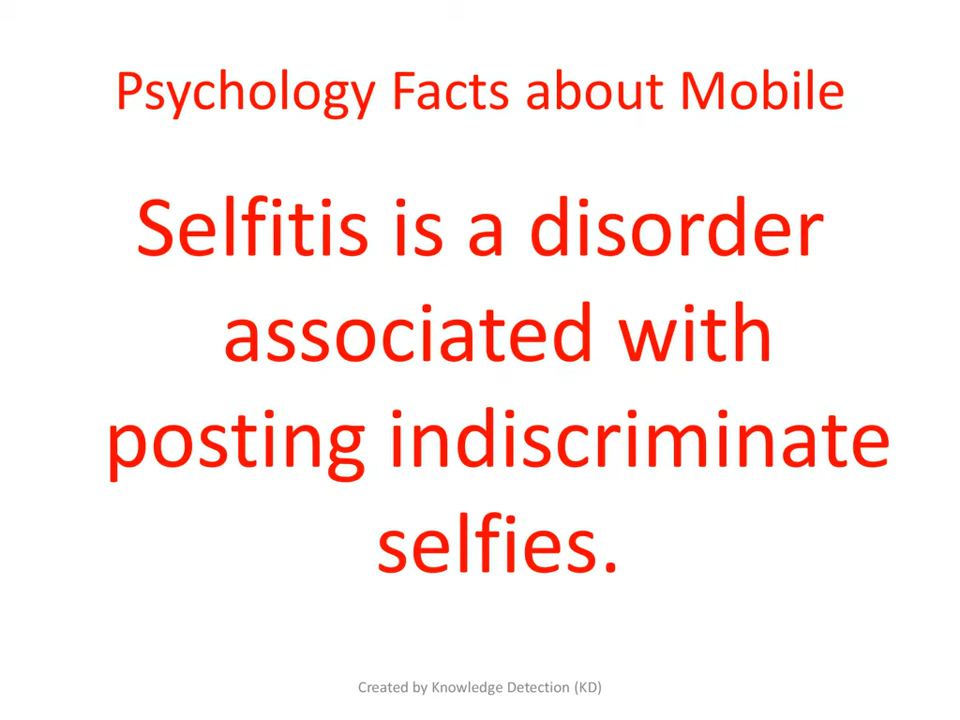 Psychology Facts about Mobile
Selfitis is a disorder
associated with
posting indiscriminate
selfies.
Created by Knowledge Detection (KD)